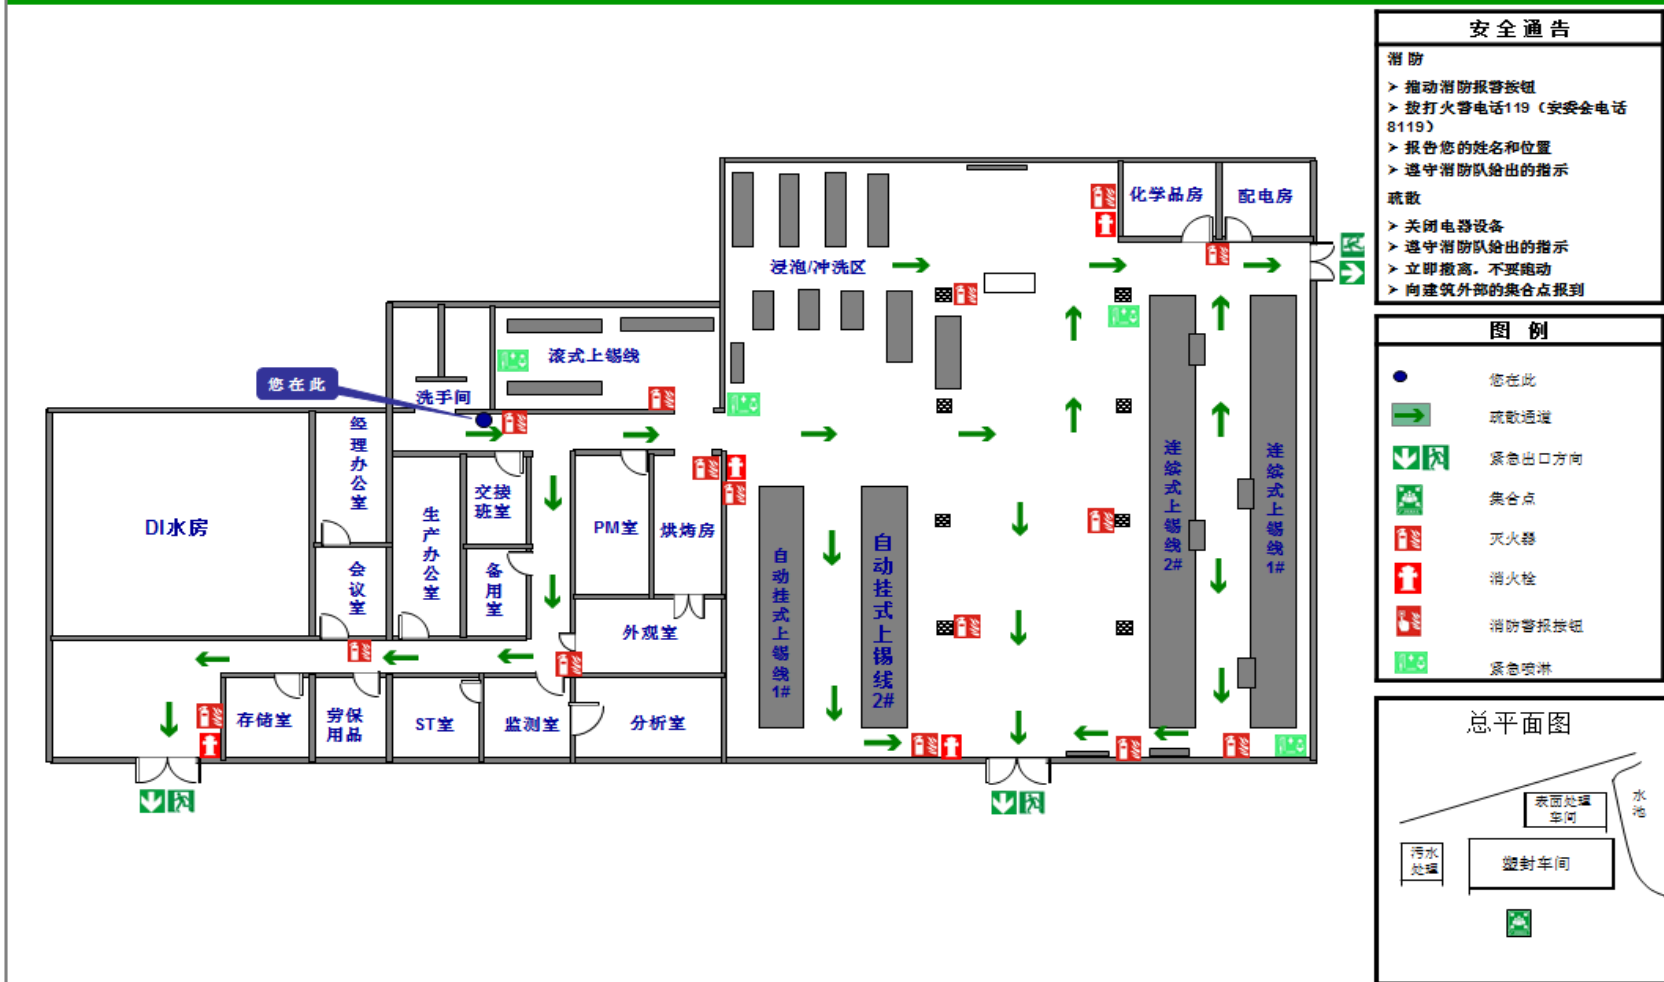 安全通告
消防
➢ 推动消防报警按钮
➢ 拨打火警电话119（安委会电话
8119）
➢ 报告您的姓名和位置
➢ 遵守消防队给出的指示
疏散
➢ 关闭电器设备
➢ 遵守消防队给出的指示
➢ 立即撤离，不要跑动
➢ 向建筑外部的集合点报到
图 例
您在此
疏散通道
紧急出口方向
集合点
灭火器
消火栓
消防警报按钮
紧急喷淋
总平面图
表面处理
车间
水池
污水
处理
塑封车间
化学品房
配电房
浸泡/冲洗区
滚式上锡线
您在此
洗手间
经理办公室
DI水房
生产办公室
交接
班室
PM室
烘烤房
会议室
备用室
外观室
自动挂式上锡线1#
自动挂式上锡线2#
连续式上锡线2#
连续式上锡线1#
存储室
劳保
用品
ST室
监测室
分析室